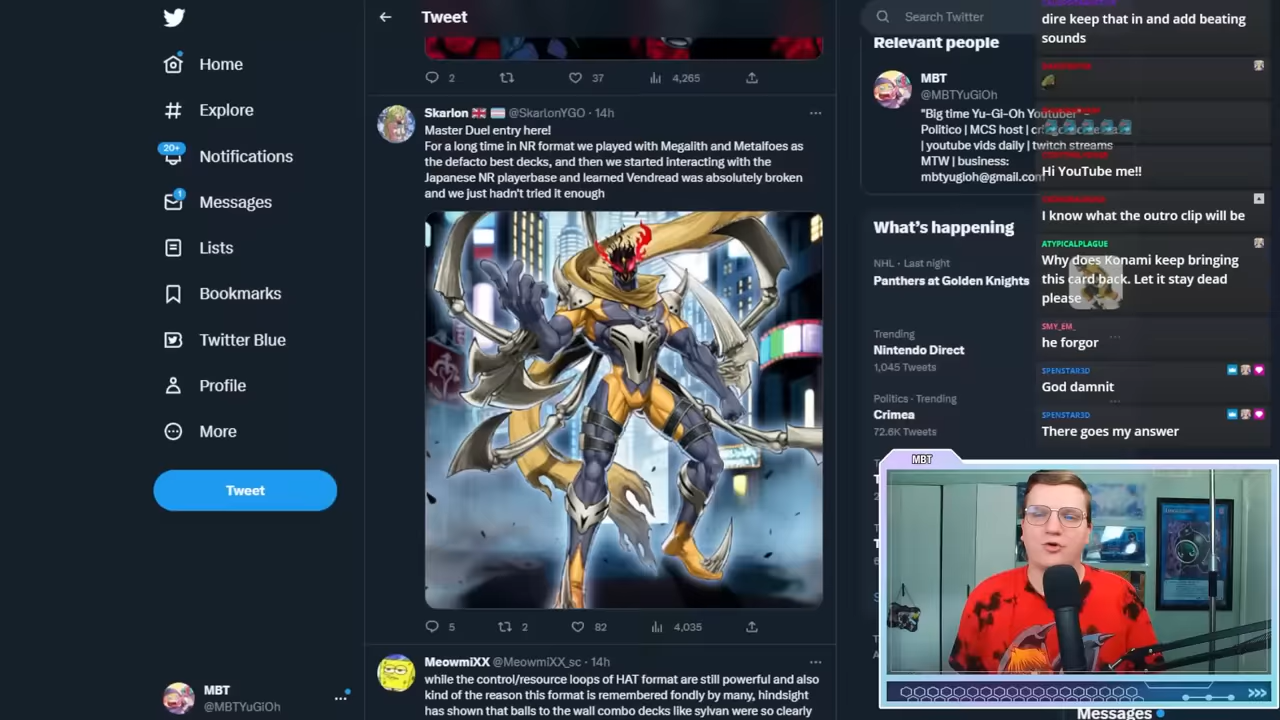 Home
Explore
20+
Notifications
1
Messages
Lists
Bookmarks
Twitter Blue
Profile
More
Tweet
MBT
@MBTYuGiOh
Tweet
2
37
4,265
Skarlon @SkarlonYGO · 14h
Master Duel entry here!
For a long time in NR format we played with Megalith and Metalfoes as
the defacto best decks, and then we started interacting with the
Japanese NR playerbase and learned Vendread was absolutely broken
and we just hadn't tried it enough
5
2
82
4,035
MeowmiXX @MeowmiXX_sc · 14h
while the control/resource loops of HAT format are still powerful and also
kind of the reason this format is remembered fondly by many, hindsight
has shown that balls to the wall combo decks like sylvan were so clearly
Search Twitter
Relevant people
MBT
@MBTYuGiOh
"Big time Yu-Gi-Oh Youtuber" -
Politico | MCS host |
| youtube vids daily | twitch streams
MTW | business:
mbtyugioh@gmail.com
What's happening
NHL · Last night
Panthers at Golden Knights
Trending
Nintendo Direct
1,045 Tweets
Politics · Trending
Crimea
72.6K Tweets
Messages
dire keep that in and add beating
sounds
Hi YouTube me!!
I know what the outro clip will be
ATYPICALPLAGUE
Why does Konami keep bringing
this card back. Let it stay dead
please
SMY_EM_
he forgor
SPENSTAR3D
God damnit
SPENSTAR3D
There goes my answer
MBT